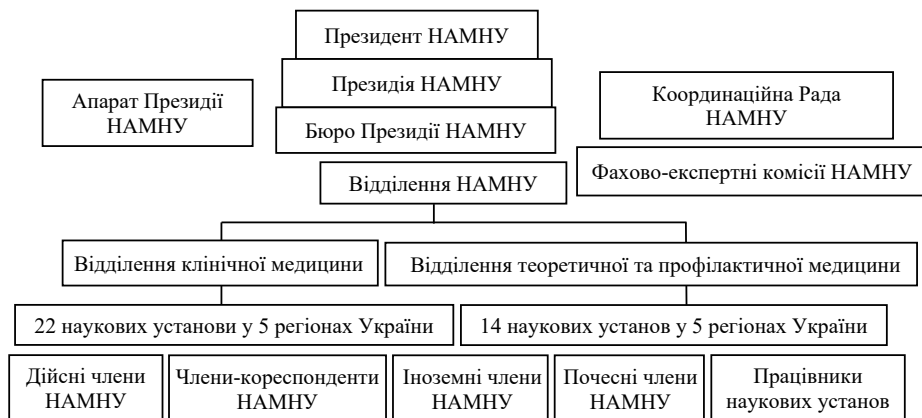 Президент НАМНУ
Президія НАМНУ
Апарат Президії
НАМНУ
Координаційна Рада
НАМНУ
Бюро Президії НАМНУ
Фахово-експертні комісії НАМНУ
Відділення НАМНУ
Відділення клінічної медицини
Відділення теоретичної та профілактичної медицини
22 наукових установи у 5 регіонах України
14 наукових установ у 5 регіонах України
Дійсні члени
НАМНУ
Члени-кореспонденти
НАМНУ
Іноземні члени
НАМНУ
Почесні члени
НАМНУ
Працівники
наукових установ